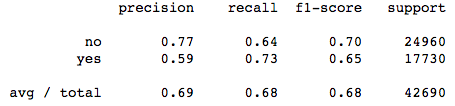 precision recall f1-score support
no 0.77 0.64 0.70 24960
yes 0.59 0.73 0.65 17730
avg / total 0.69 0.68 0.68 42690